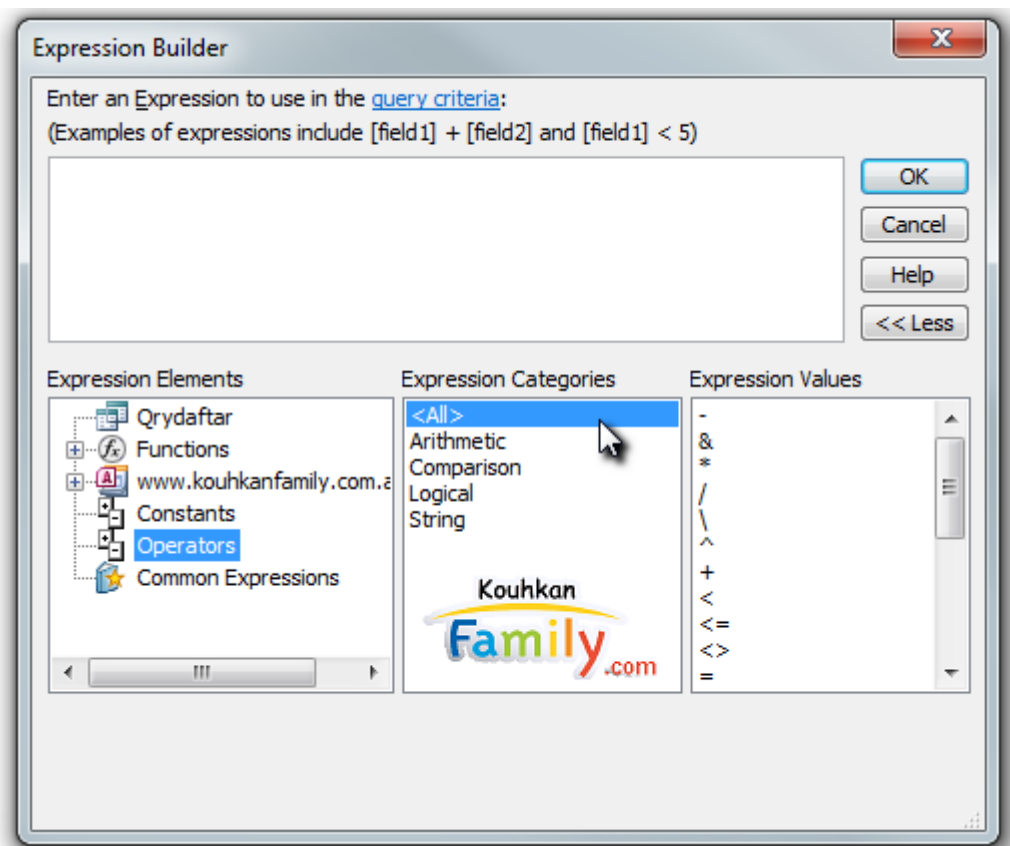 Expression Builder
Enter an Expression to use in the query criteria:
(Examples of expressions include [field1] + [field2] and [field1] < 5)
OK
Cancel
Help
<< Less
Expression Elements
Qrydaftar
Functions
www.kouhkanfamily.com.a
Constants
Operators
Common Expressions
Expression Categories
<All>
Arithmetic
Comparison
Logical
String
Kouhkan
Family
.com
Expression Values
-
&
*
/
\
^
+
<
<=
<>
=